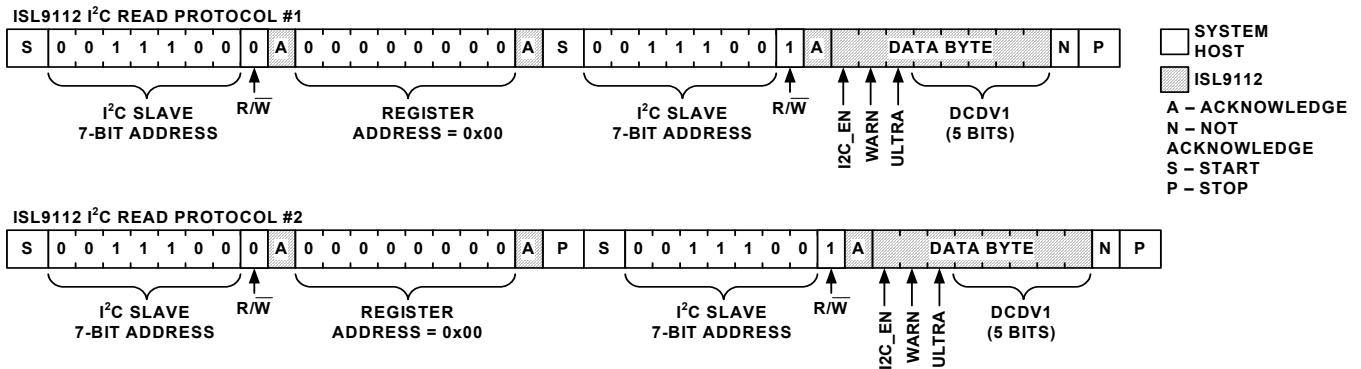 ISL9112 I²C READ PROTOCOL #1
S 0 0 1 1 1 0 0 0 A 0 0 0 0 0 0 0 0 A S 0 0 1 1 1 0 0 1 A DATA BYTE N P
I²C SLAVE
7-BIT ADDRESS
R/W̅
REGISTER
ADDRESS = 0x00
I²C SLAVE
7-BIT ADDRESS
R/W̅
I2C_EN
WARN
ULTRA
DCDV1
(5 BITS)
SYSTEM
HOST
ISL9112
A – ACKNOWLEDGE
N – NOT
ACKNOWLEDGE
S – START
P – STOP
ISL9112 I²C READ PROTOCOL #2
S 0 0 1 1 1 0 0 0 A 0 0 0 0 0 0 0 0 A P S 0 0 1 1 1 0 0 1 A DATA BYTE N P
I²C SLAVE
7-BIT ADDRESS
R/W̅
REGISTER
ADDRESS = 0x00
I²C SLAVE
7-BIT ADDRESS
R/W̅
I2C_EN
WARN
ULTRA
DCDV1
(5 BITS)